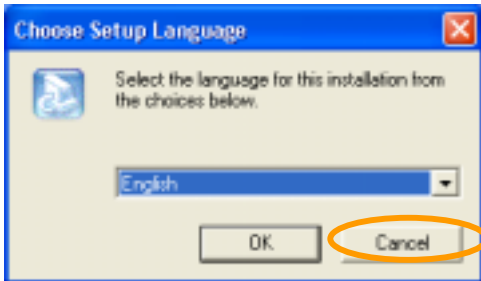 Choose Setup Language
Select the language for this installation from
the choices below.
English
OK
Cancel